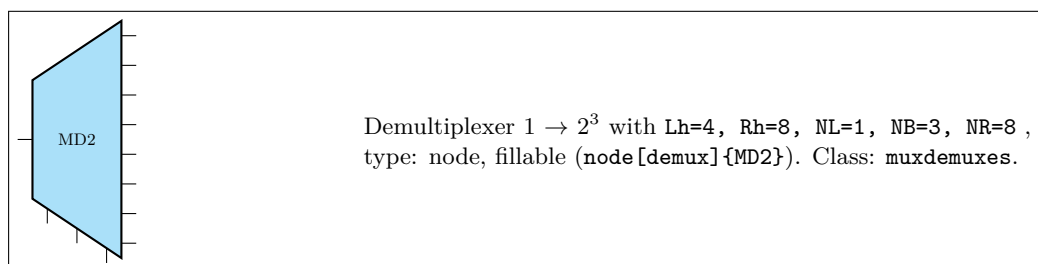 MD2
Demultiplexer 1 → 2³ with Lh=4, Rh=8, NL=1, NB=3, NR=8 ,
type: node, fillable (node[demux]{MD2}). Class: muxdemuxes.